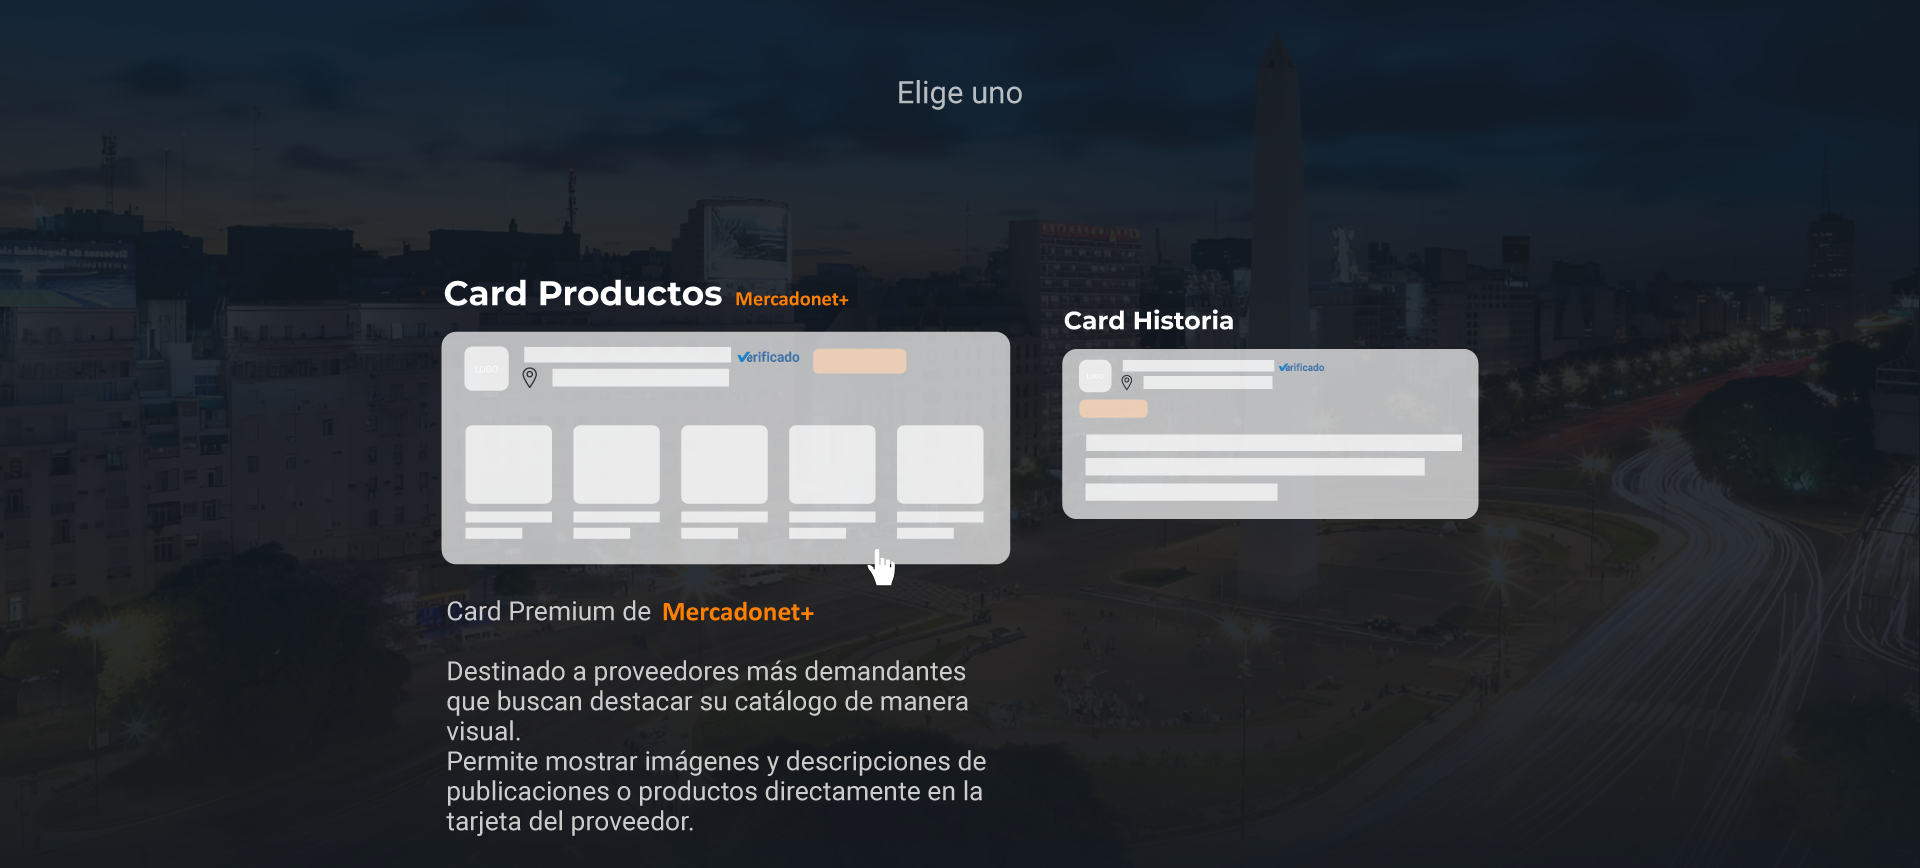 Elige uno
Card Productos Mercadonet+
Card Historia
LOGO
Verificado
Verificado
Card Premium de Mercadonet+
Destinado a proveedores más demandantes
que buscan destacar su catálogo de manera
visual.
Permite mostrar imágenes y descripciones de
publicaciones o productos directamente en la
tarjeta del proveedor.